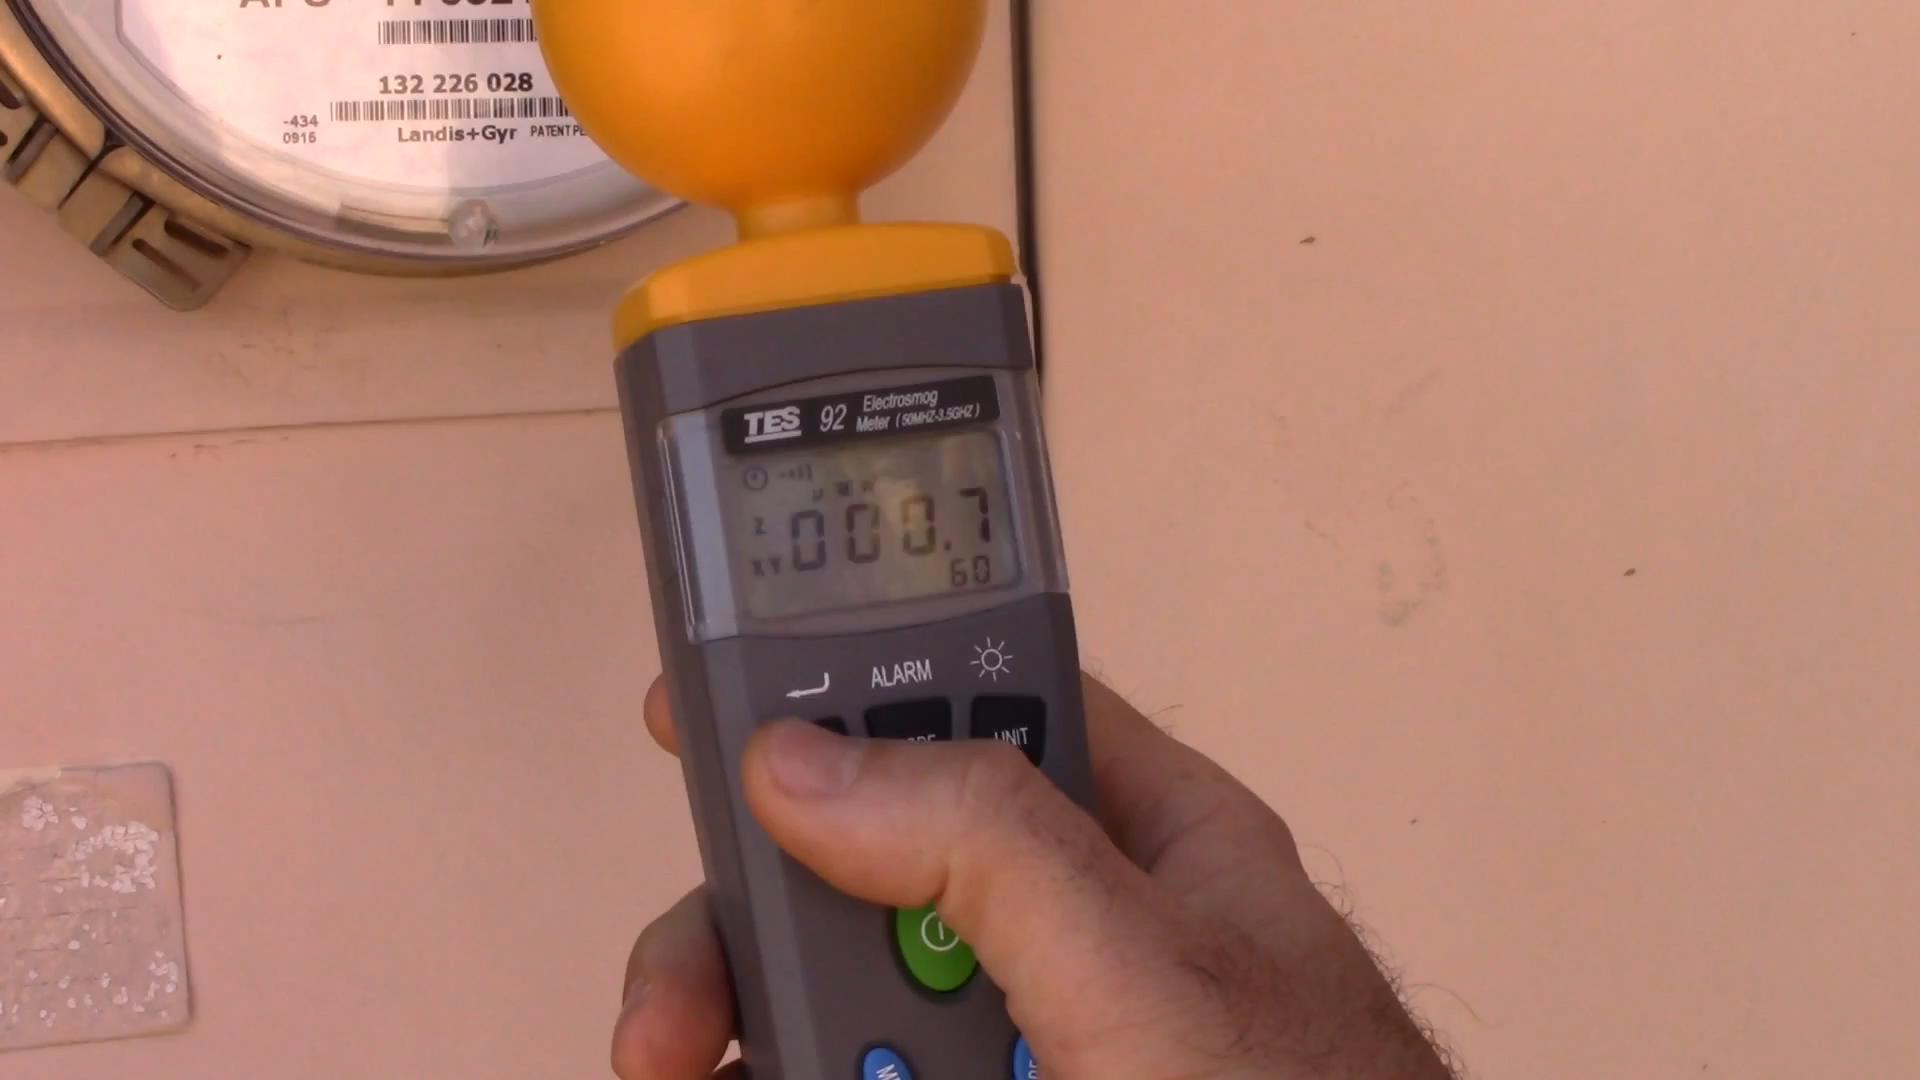 132 226 028
-434
0916
Landis+Gyr PATENT
TES 92 Electrosmog
Meter (50MHZ-3.5GHZ)
Z
000.7
X Y
60
ALARM
UNIT